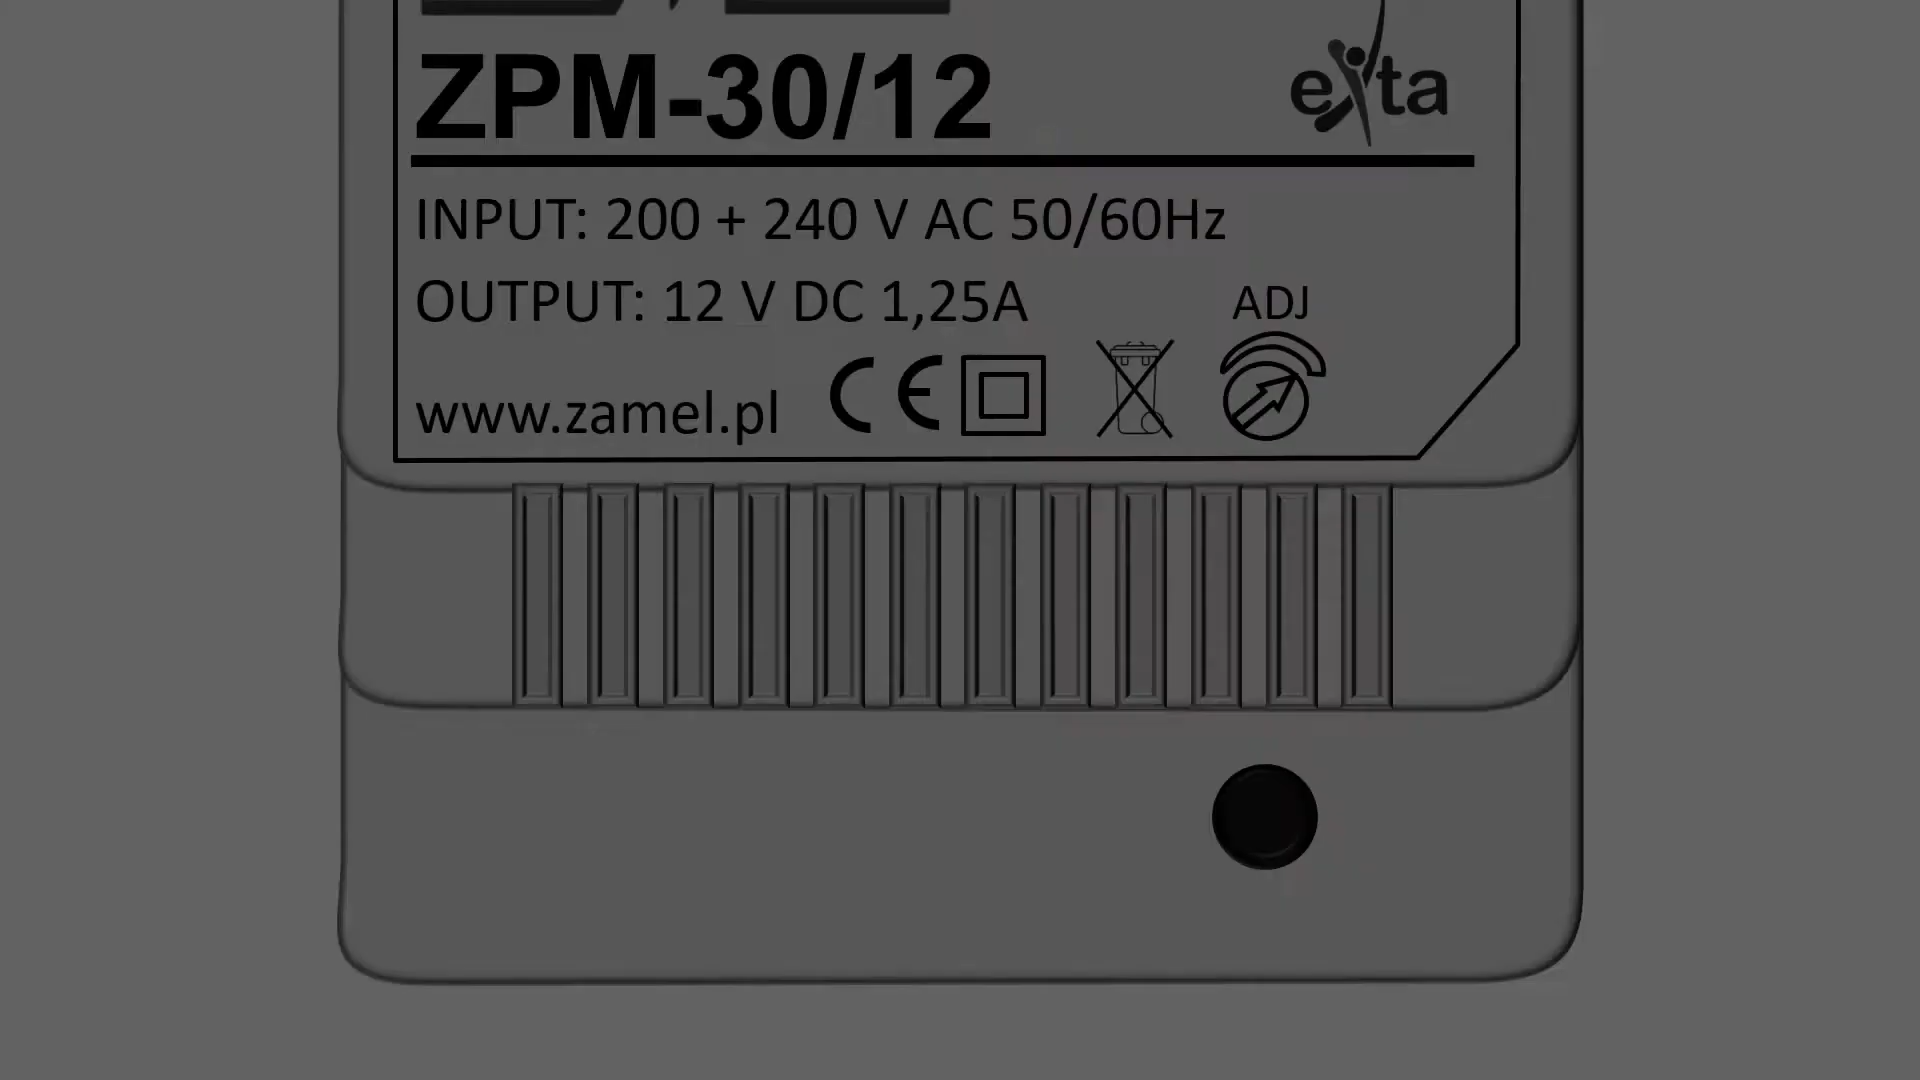 ZPM-30/12
exta
INPUT: 200 + 240 V AC 50/60Hz
OUTPUT: 12 V DC 1,25A
ADJ
www.zamel.pl
CE